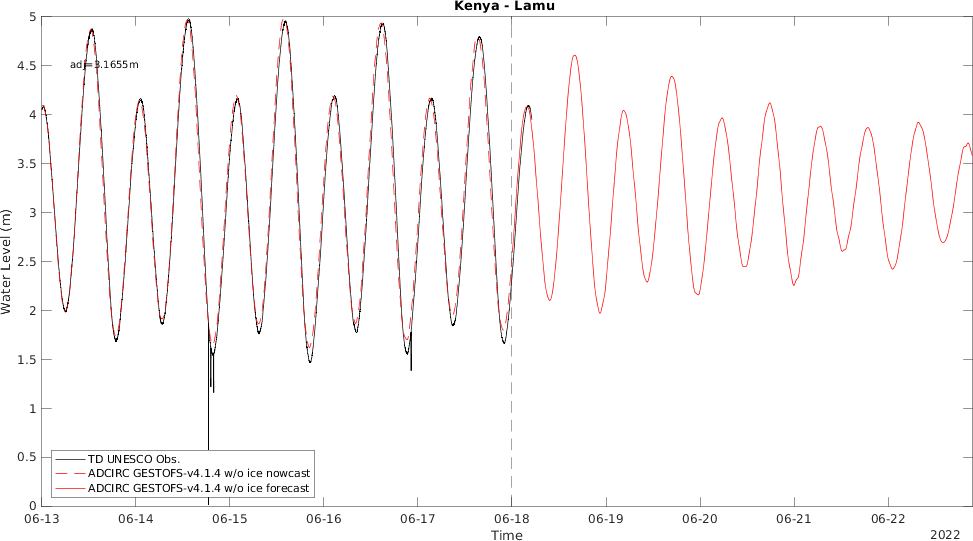 Kenya - Lamu
adj=3.1655m
Water Level (m)
5
4.5
4
3.5
3
2.5
2
1.5
1
0.5
0
TD UNESCO Obs.
ADCIRC GESTOFS-v4.1.4 w/o ice nowcast
ADCIRC GESTOFS-v4.1.4 w/o ice forecast
06-13 06-14 06-15 06-16 06-17 06-18 06-19 06-20 06-21 06-22
Time
2022